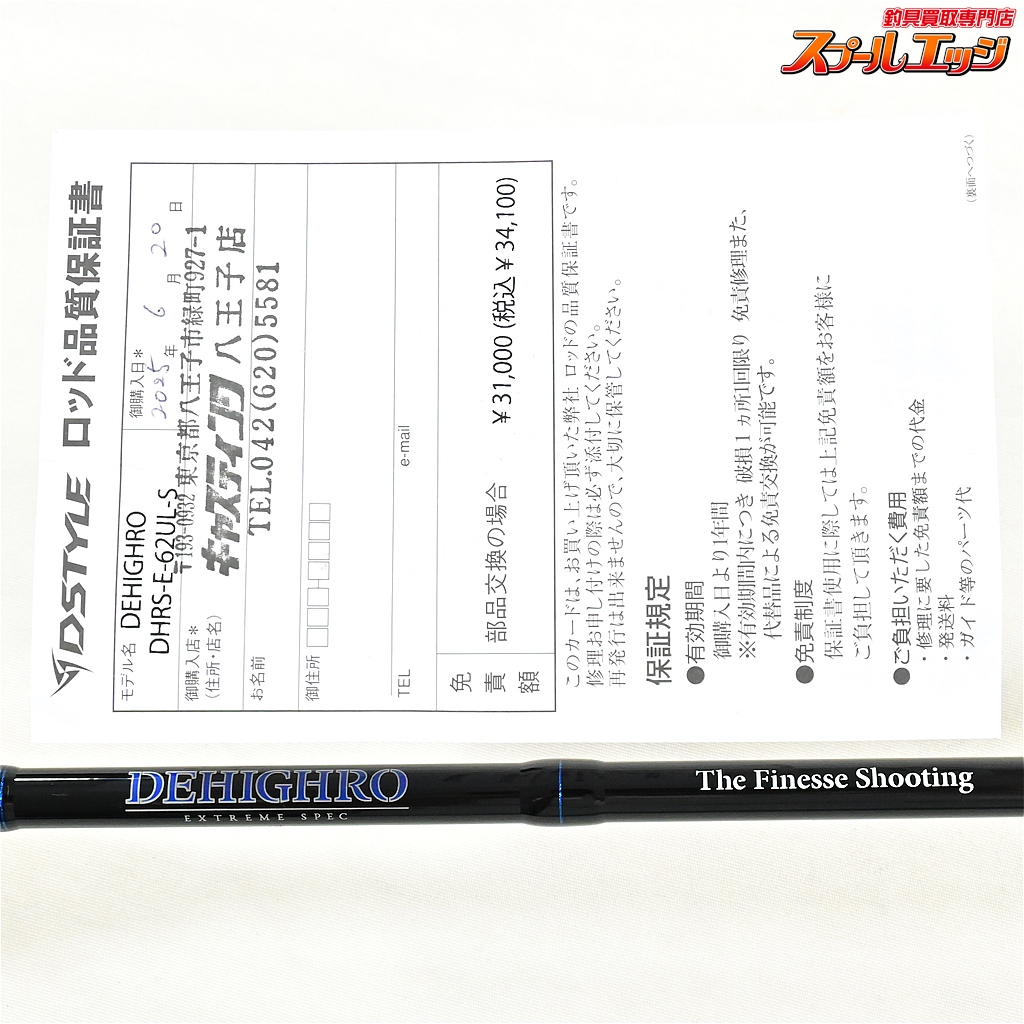 釣具買取専門店
スプールエッジ
DSTYLE ロッド品質保証書
モデル名 DEHIGHRO
DHRS-E-62UL-S
御購入日*
2025年 6月 20日
御購入店*
(住所・店名)
〒193-0932 東京都八王子市緑町927-1
キャスティング 八王子店
TEL.042(620)5581
お名前
御住所
TEL
e-mail
免責額
部品交換の場合
¥31,000 (税込¥34,100)
このカードは、お買い上げ頂いた弊社 ロッドの品質保証書です。
修理お申し付けの際は必ず添付してください。
再発行は出来ませんので、大切に保管してください。
保証規定
●有効期間
御購入日より1年間
※有効期間内につき 破損1ヵ所1回限り 免責修理また、
代替品による免責交換が可能です。
●免責制度
保証書使用に際しては上記免責額をお客様に
ご負担して頂きます。
●ご負担いただく費用
・修理に要した免責額までの代金
・発送料
・ガイド等のパーツ代
(裏面へつづく)
DEHIGHRO
EXTREME SPEC
The Finesse Shooting